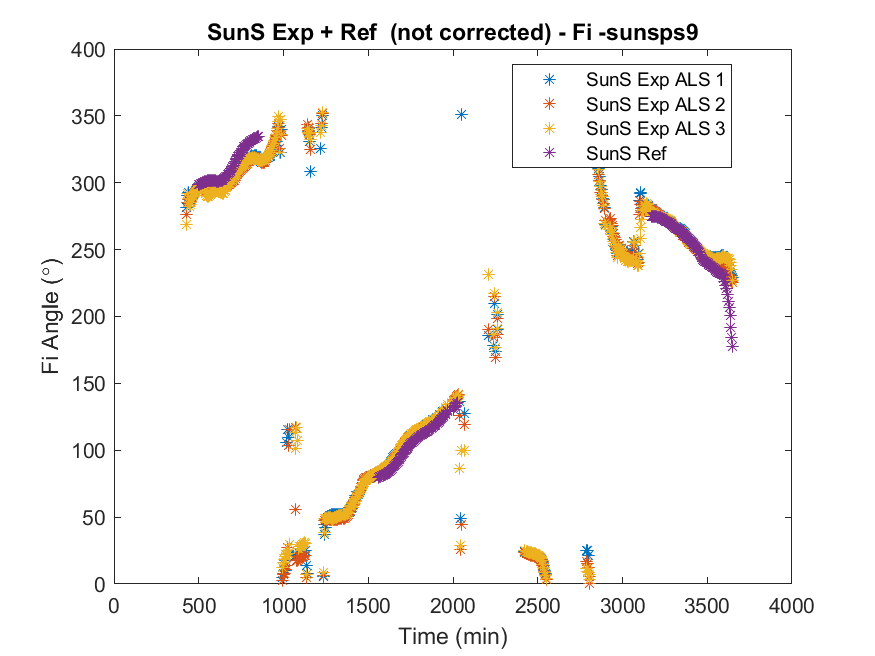 SunS Exp + Ref  (not corrected) - Fi -sunsps9
400
350
300
250
200
150
100
50
0
Fi Angle (°)
SunS Exp ALS 1
SunS Exp ALS 2
SunS Exp ALS 3
SunS Ref
0 500 1000 1500 2000 2500 3000 3500 4000
Time (min)